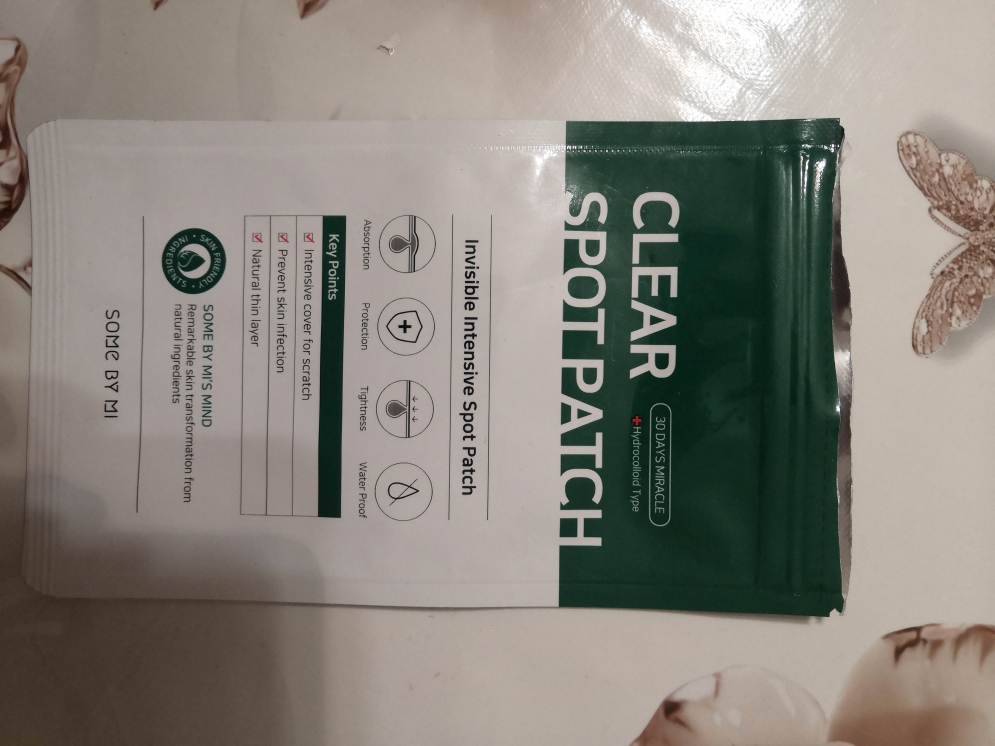 CLEAR
SPOT PATCH
30 DAYS MIRACLE
+Hydrocolloid Type
Invisible Intensive Spot Patch
Absorption
Protection
Tightness
Water Proof
Key Points
Intensive cover for scratch
Prevent skin infection
Natural thin layer
SKIN FRIENDLY • INGREDIENTS •
SOME BY MI'S MIND
Remarkable skin transformation from
natural ingredients
SOME BY MI